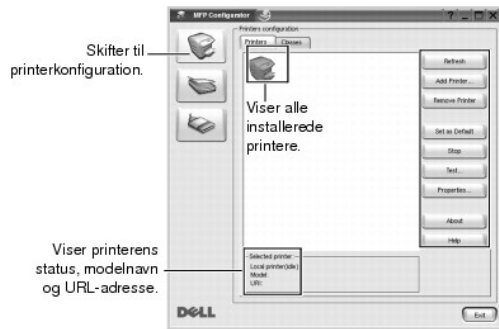 MFP Configurator
Printers configuration
Printers Classes
Skifter til
printerkonfiguration.
Viser alle
installerede
printere.
Refresh
Add Printer...
Remove Printer
Set as Default
Stop
Test...
Properties...
About
Help
Viser printerens
status, modelnavn
og URL-adresse.
Selected printer:
Local printer(idle)
Model:
URI:
DELL
Exit